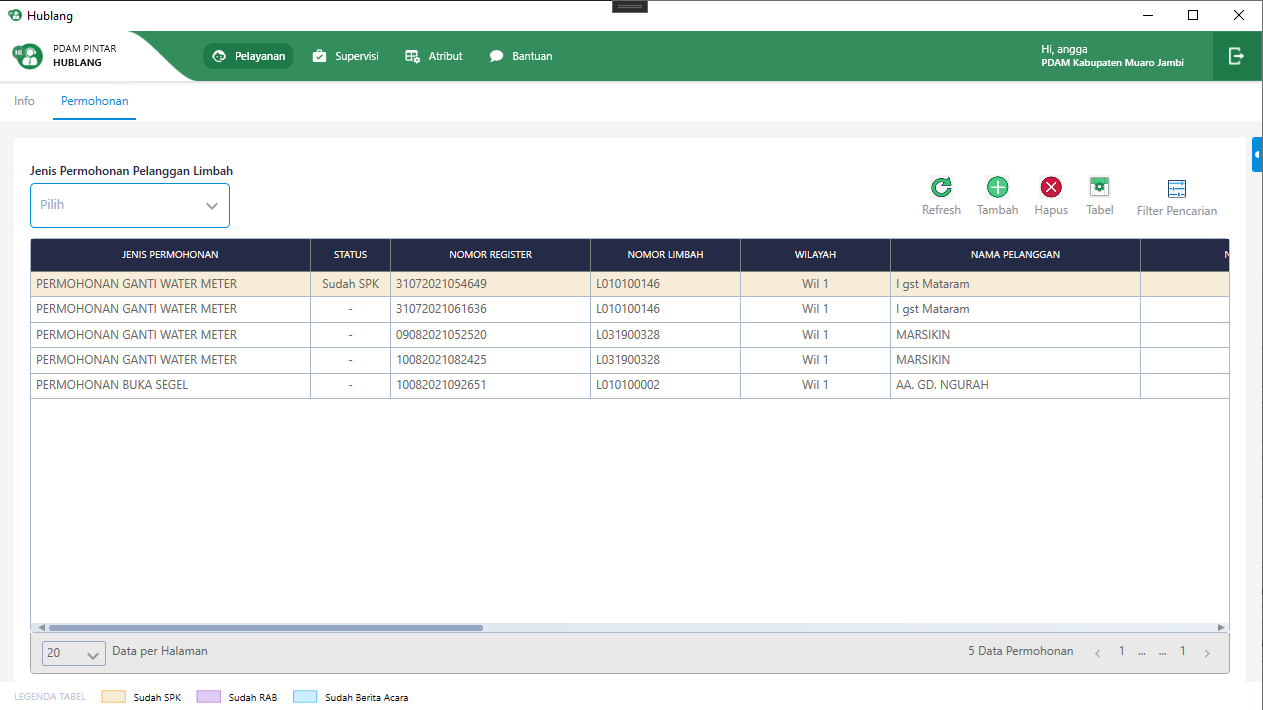 Hublang
PDAM PINTAR
HUBLANG
Pelayanan
Supervisi
Atribut
Bantuan
Hi, angga
PDAM Kabupaten Muaro Jambi
Info
Permohonan
Jenis Permohonan Pelanggan Limbah
Pilih
Refresh
Tambah
Hapus
Tabel
Filter Pencarian
JENIS PERMOHONAN STATUS NOMOR REGISTER NOMOR LIMBAH WILAYAH NAMA PELANGGAN
PERMOHONAN GANTI WATER METER Sudah SPK 31072021054649 L010100146 Wil 1 I gst Mataram
PERMOHONAN GANTI WATER METER - 31072021061636 L010100146 Wil 1 I gst Mataram
PERMOHONAN GANTI WATER METER - 09082021052520 L031900328 Wil 1 MARSIKIN
PERMOHONAN GANTI WATER METER - 10082021082425 L031900328 Wil 1 MARSIKIN
PERMOHONAN BUKA SEGEL - 10082021092651 L010100002 Wil 1 AA. GD. NGURAH
20 Data per Halaman
5 Data Permohonan 1 ... ... 1
LEGENDA TABEL Sudah SPK Sudah RAB Sudah Berita Acara